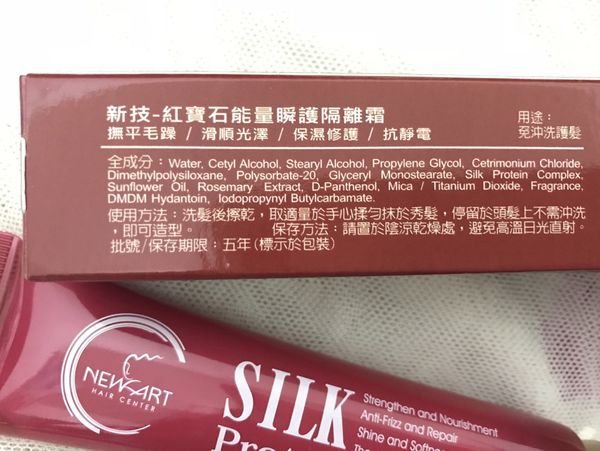 新技-紅寶石能量瞬護隔離霜
撫平毛躁 / 滑順光澤 / 保濕修護 / 抗靜電
用途：
免沖洗護髮
全成分：Water, Cetyl Alcohol, Stearyl Alcohol, Propylene Glycol, Cetrimonium Chloride,
Dimethylpolysiloxane, Polysorbate-20, Glyceryl Monostearate, Silk Protein Complex,
Sunflower Oil, Rosemary Extract, D-Panthenol, Mica / Titanium Dioxide, Fragrance,
DMDM Hydantoin, Iodopropynyl Butylcarbamate.
使用方法：洗髮後擦乾，取適量於手心揉勻抹於秀髮，停留於頭髮上不需沖洗
，即可造型。 保存方法：請置於陰涼乾燥處，避免高溫日光直射。
批號/保存期限：五年(標示於包裝)
NEWART
HAIR CENTER
SILK
Strengthen and Nourishment
Anti-Frizz and Repair
Shine and Softn